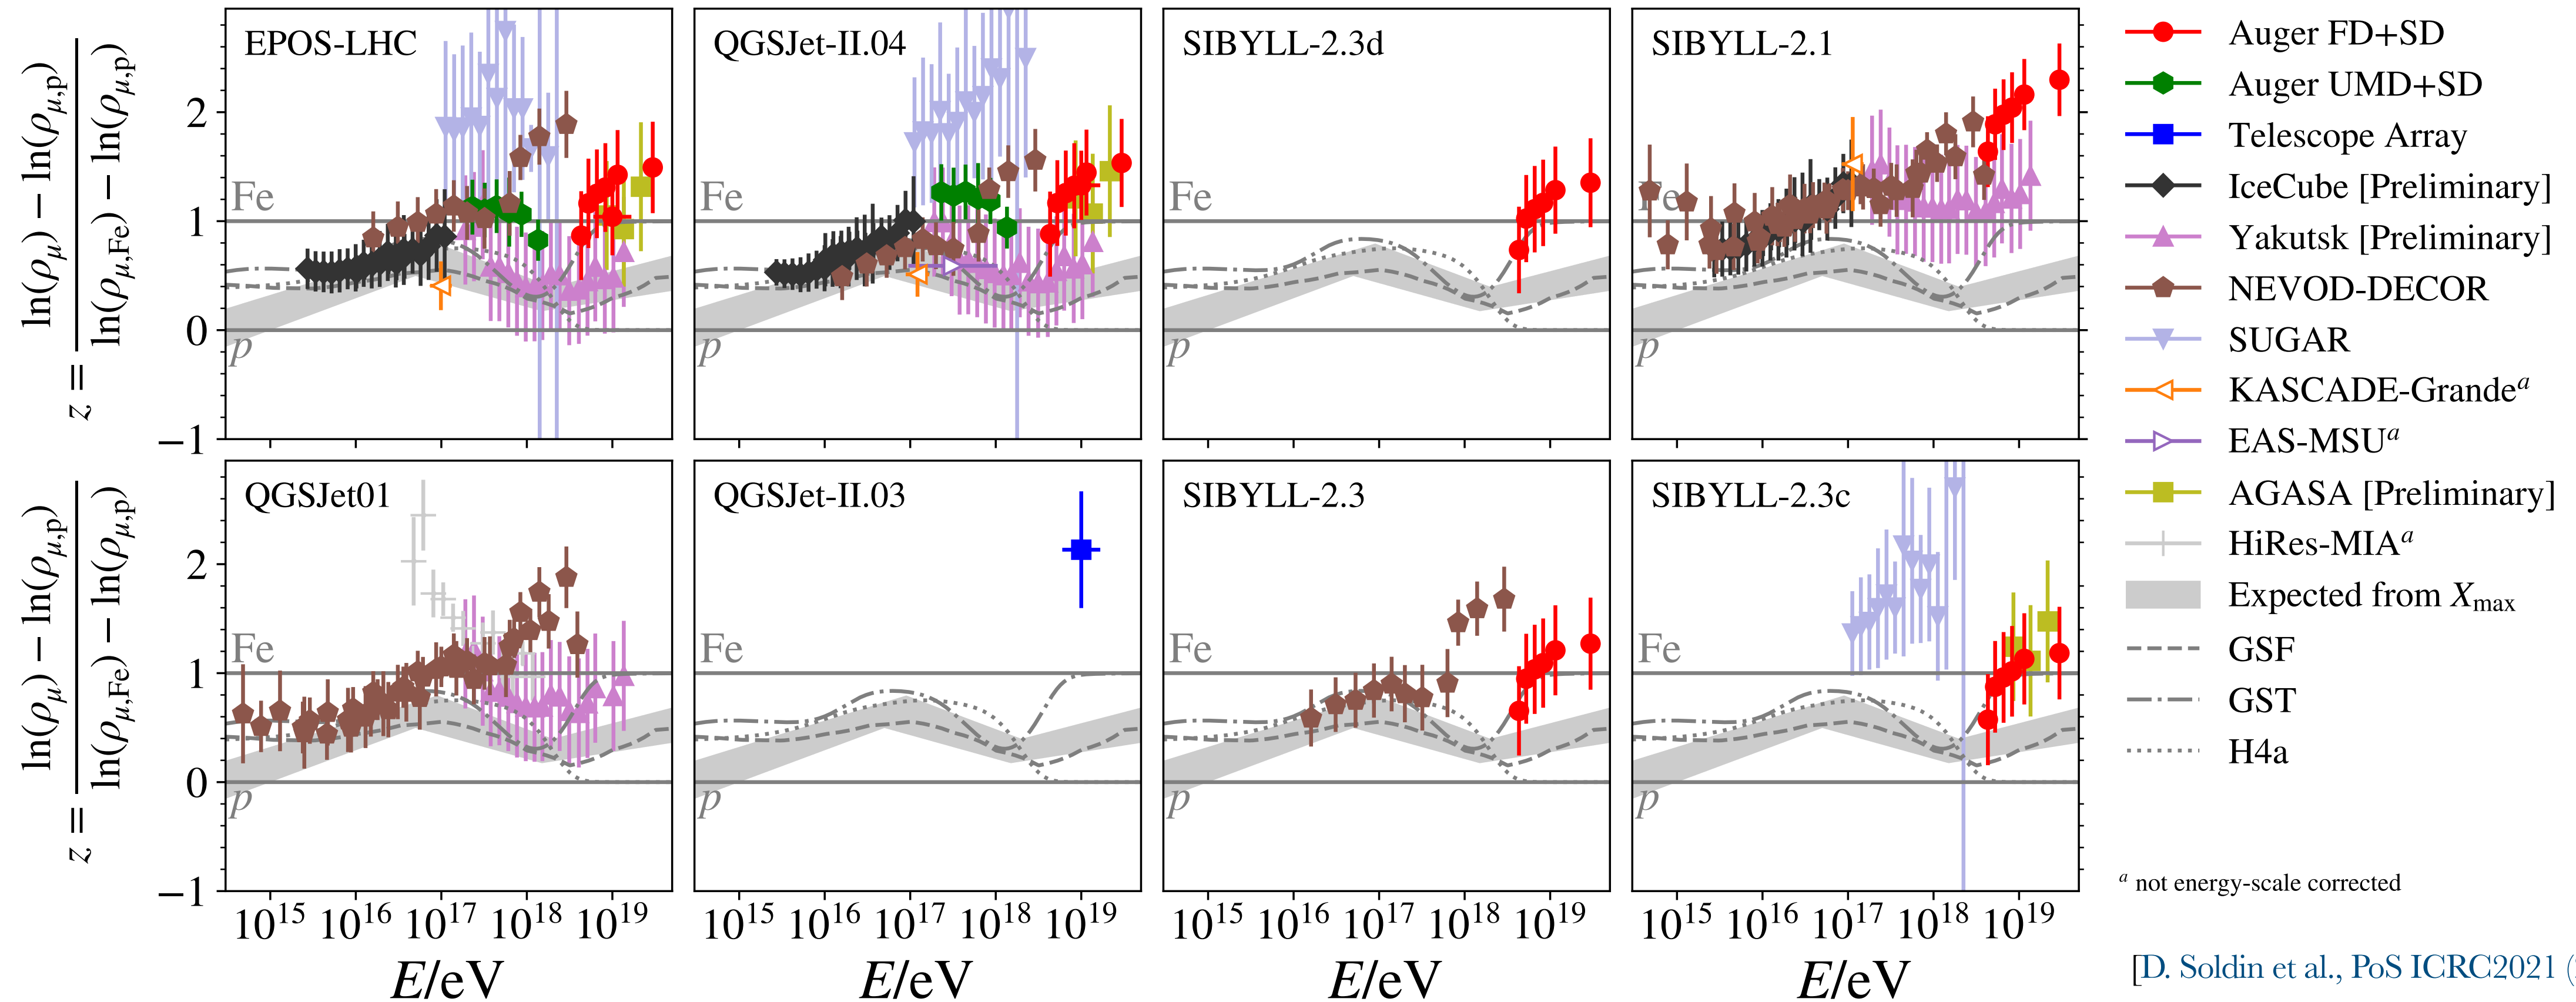 EPOS-LHC
QGSJet-II.04
SIBYLL-2.3d
SIBYLL-2.1
z = ln(ρμ) − ln(ρμ,p) / ln(ρμ,Fe) − ln(ρμ,p)
2
1
0
−1
Fe
p
Fe
p
Fe
p
Fe
p
QGSJet01
QGSJet-II.03
SIBYLL-2.3
SIBYLL-2.3c
z = ln(ρμ) − ln(ρμ,p) / ln(ρμ,Fe) − ln(ρμ,p)
2
1
0
−1
Fe
p
Fe
p
Fe
p
Fe
p
10^15 10^16 10^17 10^18 10^19
10^15 10^16 10^17 10^18 10^19
10^15 10^16 10^17 10^18 10^19
10^15 10^16 10^17 10^18 10^19
E/eV
E/eV
E/eV
E/eV
Auger FD+SD
Auger UMD+SD
Telescope Array
IceCube [Preliminary]
Yakutsk [Preliminary]
NEVOD-DECOR
SUGAR
KASCADE-Grande^a
EAS-MSU^a
AGASA [Preliminary]
HiRes-MIA^a
Expected from Xmax
GSF
GST
H4a
^a not energy-scale corrected
[D. Soldin et al., PoS ICRC2021 (